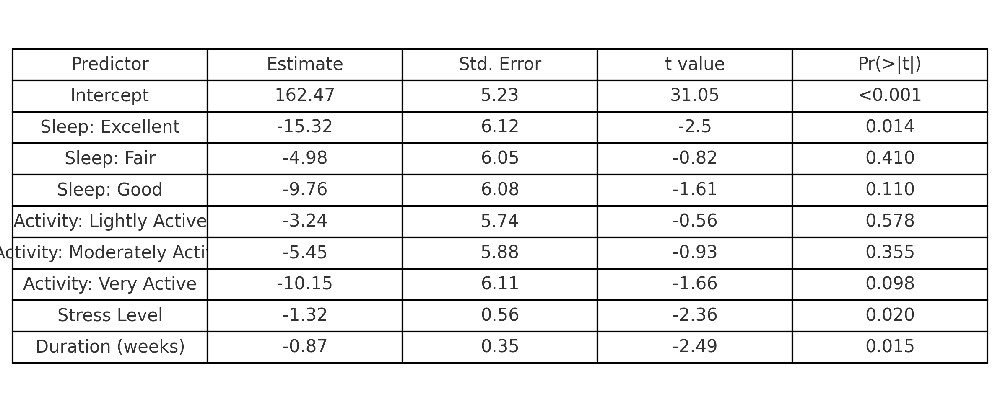 Predictor Estimate Std. Error t value Pr(>|t|)
Intercept 162.47 5.23 31.05 <0.001
Sleep: Excellent -15.32 6.12 -2.5 0.014
Sleep: Fair -4.98 6.05 -0.82 0.410
Sleep: Good -9.76 6.08 -1.61 0.110
Activity: Lightly Active -3.24 5.74 -0.56 0.578
Activity: Moderately Activ -5.45 5.88 -0.93 0.355
Activity: Very Active -10.15 6.11 -1.66 0.098
Stress Level -1.32 0.56 -2.36 0.020
Duration (weeks) -0.87 0.35 -2.49 0.015